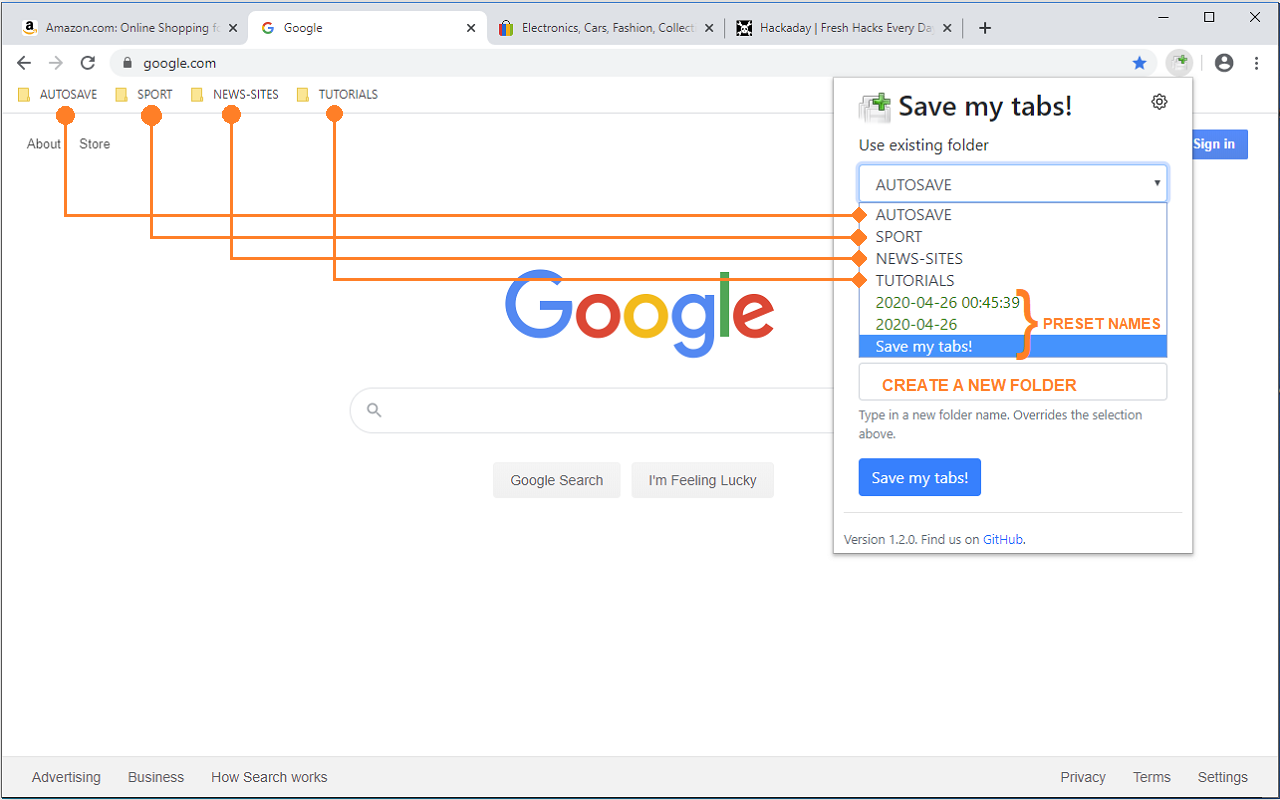 Amazon.com: Online Shopping fo
Google
Electronics, Cars, Fashion, Collecti
Hackaday | Fresh Hacks Every Day
google.com
AUTOSAVE
SPORT
NEWS-SITES
TUTORIALS
About
Store
Sign in
Save my tabs!
Use existing folder
AUTOSAVE
AUTOSAVE
SPORT
NEWS-SITES
TUTORIALS
2020-04-26 00:45:39
2020-04-26
Save my tabs!
PRESET NAMES
CREATE A NEW FOLDER
Type in a new folder name. Overrides the selection
above.
Save my tabs!
Version 1.2.0. Find us on GitHub.
Google
Google Search
I'm Feeling Lucky
Advertising
Business
How Search works
Privacy
Terms
Settings